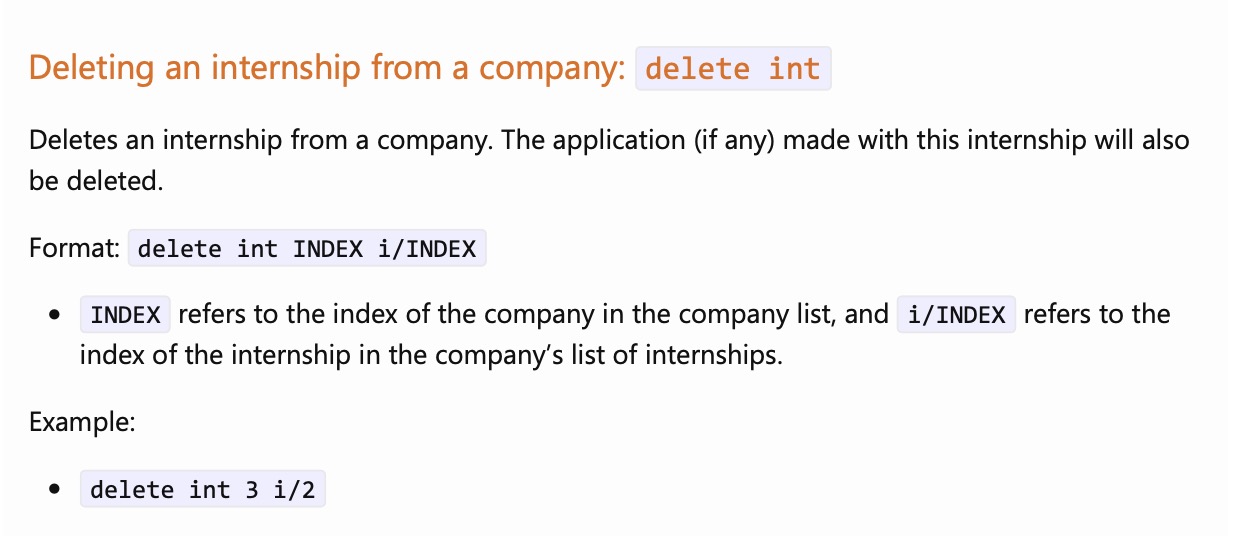 Deleting an internship from a company: delete int
Deletes an internship from a company. The application (if any) made with this internship will also
be deleted.
Format: delete int INDEX i/INDEX
• INDEX refers to the index of the company in the company list, and i/INDEX refers to the
index of the internship in the company’s list of internships.
Example:
• delete int 3 i/2